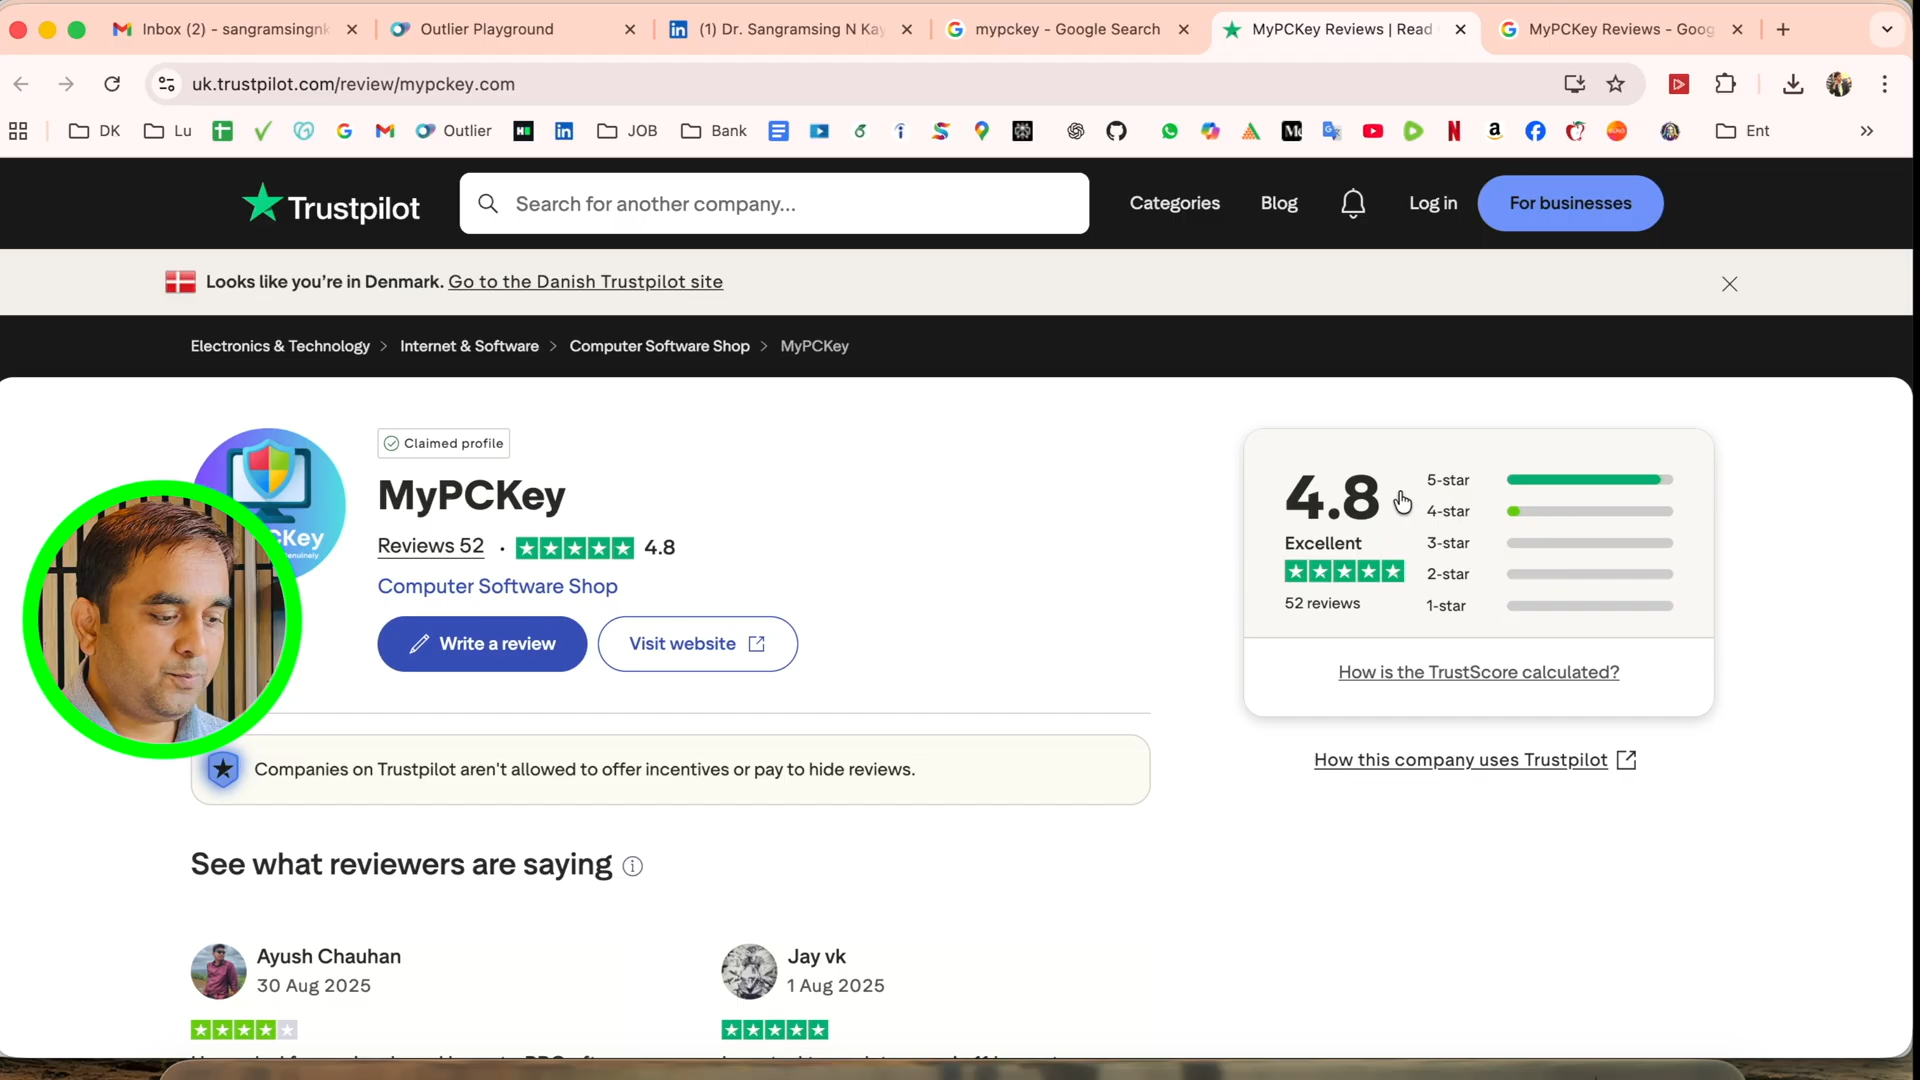 Inbox (2) - sangramsingnk
Outlier Playground
(1) Dr. Sangramsing N Kay
mypckey - Google Search
MyPCKey Reviews | Read
MyPCKey Reviews - Goog
uk.trustpilot.com/review/mypckey.com
DK
Lu
Outlier
JOB
Bank
Ent
Trustpilot
Search for another company...
Categories
Blog
Log in
For businesses
Looks like you're in Denmark. Go to the Danish Trustpilot site
Electronics & Technology > Internet & Software > Computer Software Shop > MyPCKey
Claimed profile
MyPCKey
Reviews 52 · 4.8
Computer Software Shop
Write a review
Visit website
4.8
Excellent
52 reviews
5-star
4-star
3-star
2-star
1-star
How is the TrustScore calculated?
How this company uses Trustpilot
Companies on Trustpilot aren't allowed to offer incentives or pay to hide reviews.
See what reviewers are saying
Ayush Chauhan
30 Aug 2025
Jay vk
1 Aug 2025